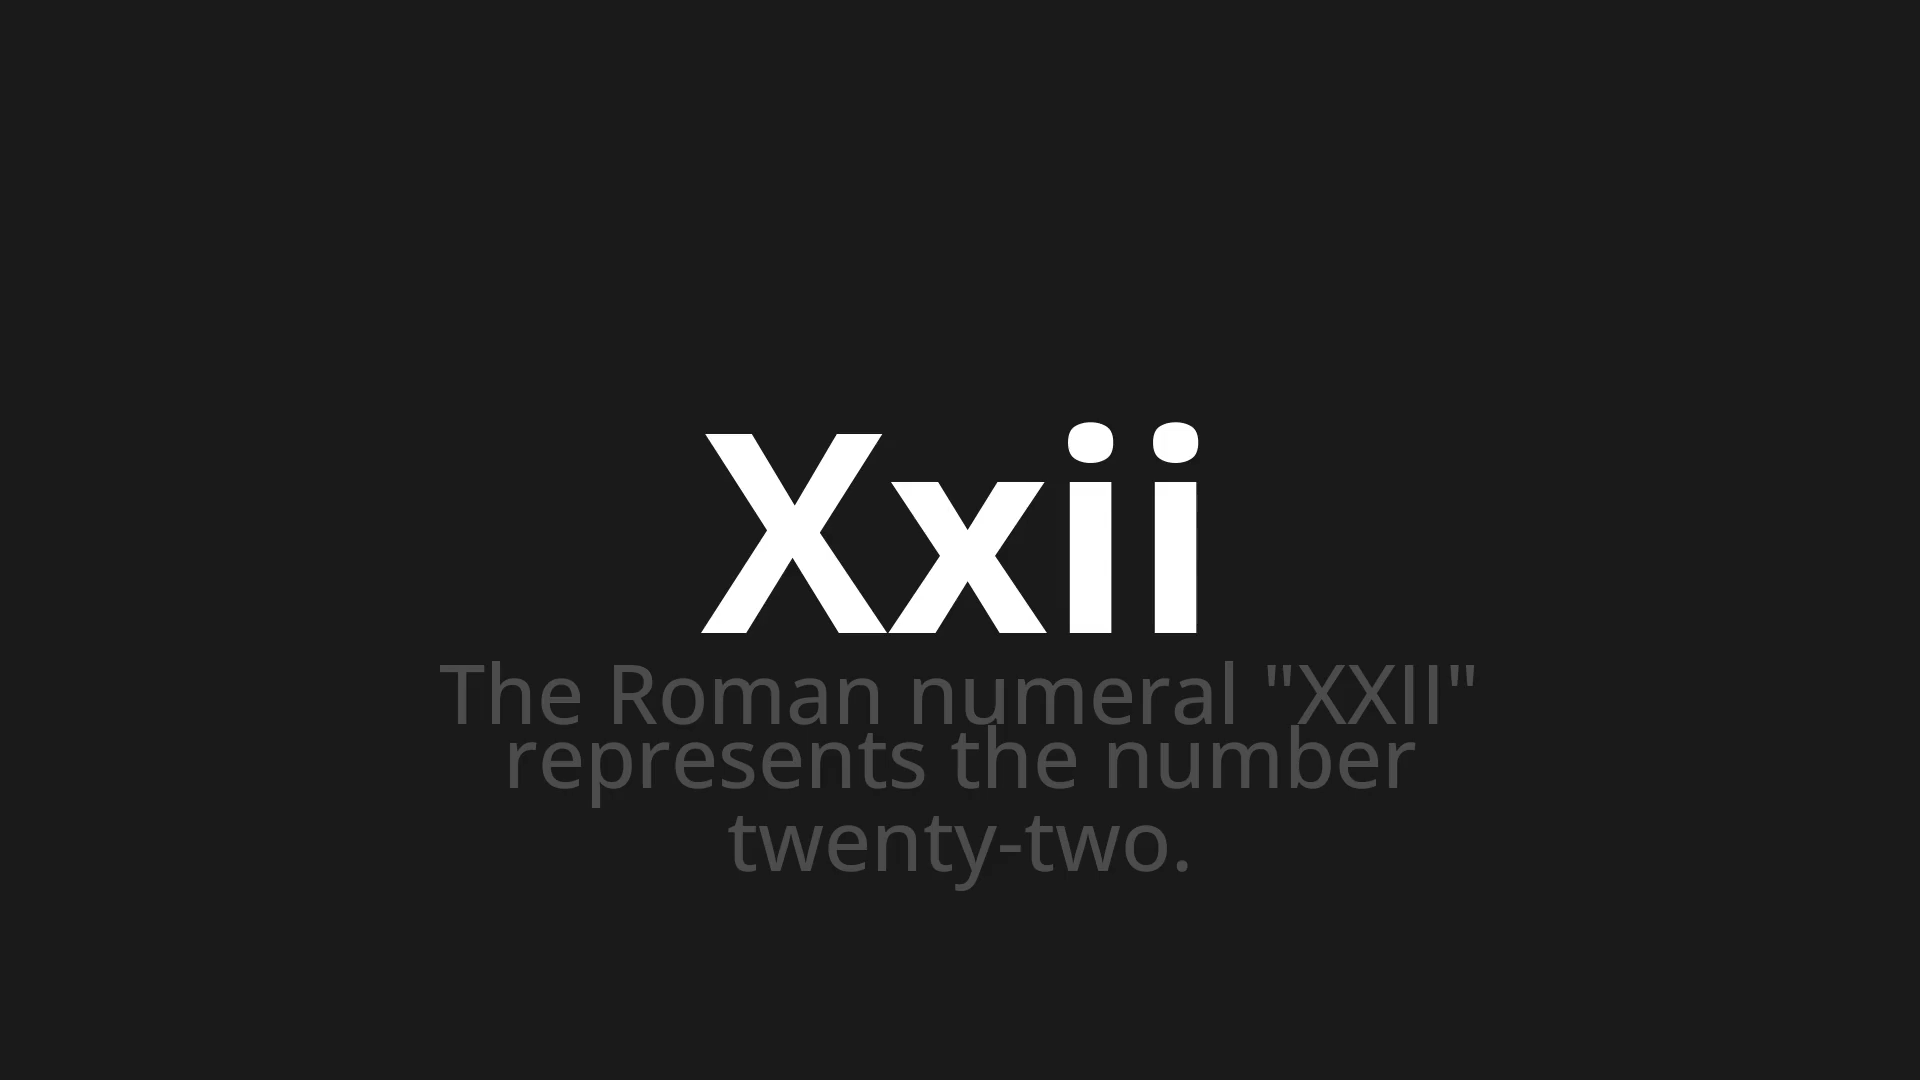 Xxii
The Roman numeral "XXII"
represents the number
twenty-two.